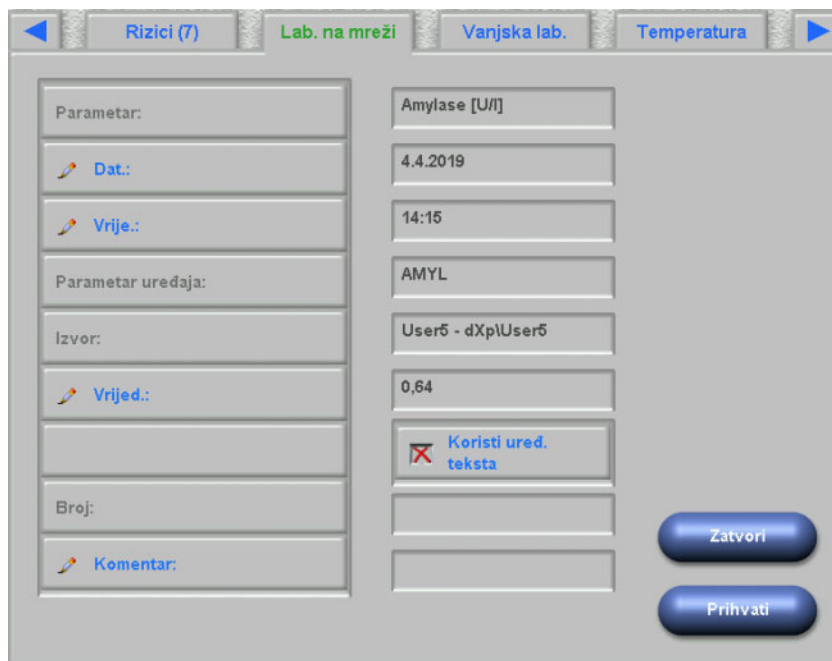 Rizici (7) Lab. na mreži Vanjska lab. Temperatura
Parametar: Amylase [U/l]
Dat.: 4.4.2019
Vrije.: 14:15
Parametar uređaja: AMYL
Izvor: User5 - dXp\User5
Vrijed.: 0,64
Koristi uređ.
teksta
Broj:
Zatvori
Komentar:
Prihvati